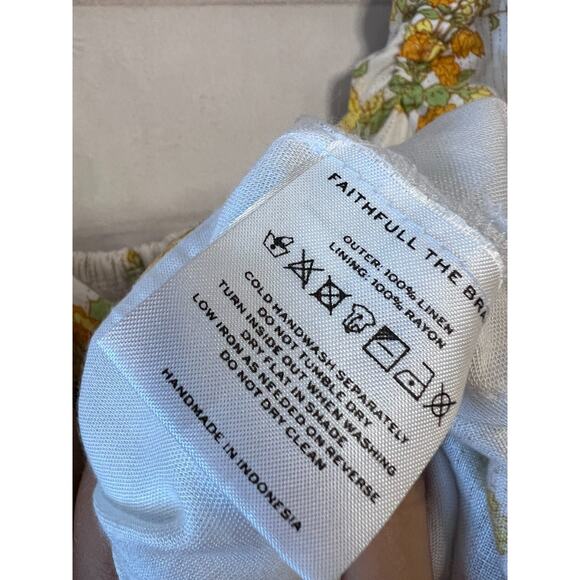 FAITHFULL THE BRA
OUTER: 100% LINEN
LINING: 100% RAYON
COLD HANDWASH SEPARATELY
DO NOT TUMBLE DRY
TURN INSIDE OUT WHEN WASHING
DRY FLAT IN SHADE
LOW IRON AS NEEDED ON REVERSE
DO NOT DRY CLEAN
HANDMADE IN INDONESIA